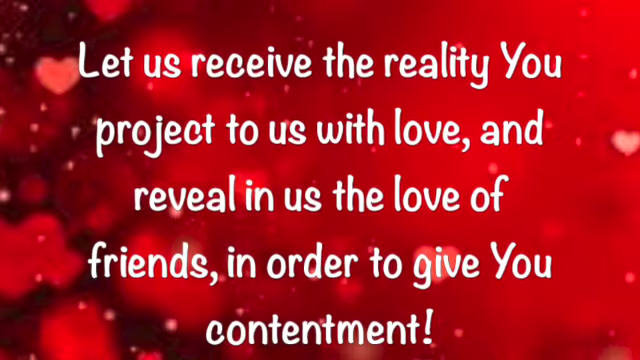 Let us receive the reality You
project to us with love, and
reveal in us the love of
friends, in order to give You
contentment!